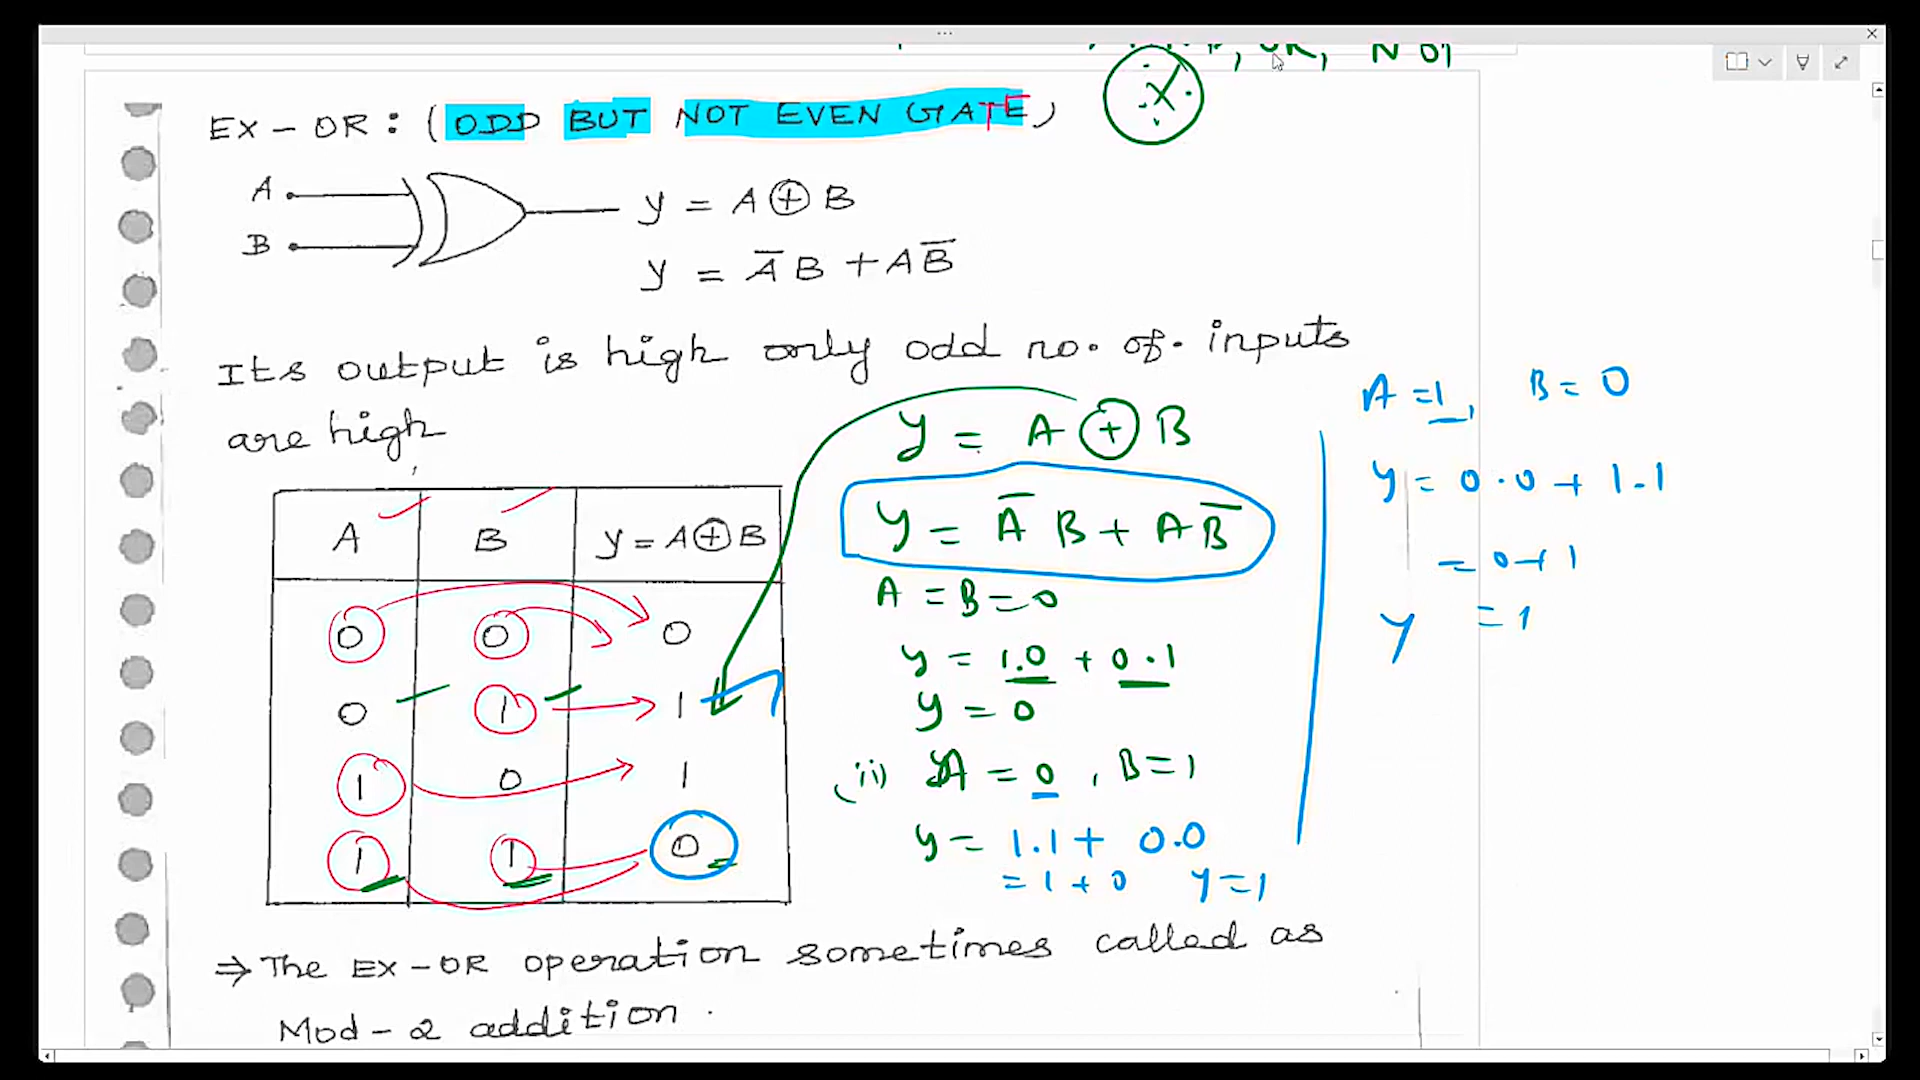 , OR, NOT
EX-OR: (ODD BUT NOT EVEN GATE)
X
A
B
y = A ⊕ B
y = A̅ B + A B̅
Its output is high only odd no. of. inputs
are high
A B y = A ⊕ B
0 0 0
0 1 1
1 0 1
1 1 0
y = A ⊕ B
y = A̅ B + A B̅
A = B = 0
y = 1.0 + 0.1
y = 0
(ii) A = 0, B = 1
y = 1.1 + 0.0
= 1 + 0 y = 1
A = 1, B = 0
y = 0.0 + 1.1
= 0 + 1
y = 1
⇒ The EX-OR operation sometimes called as
Mod-2 addition.